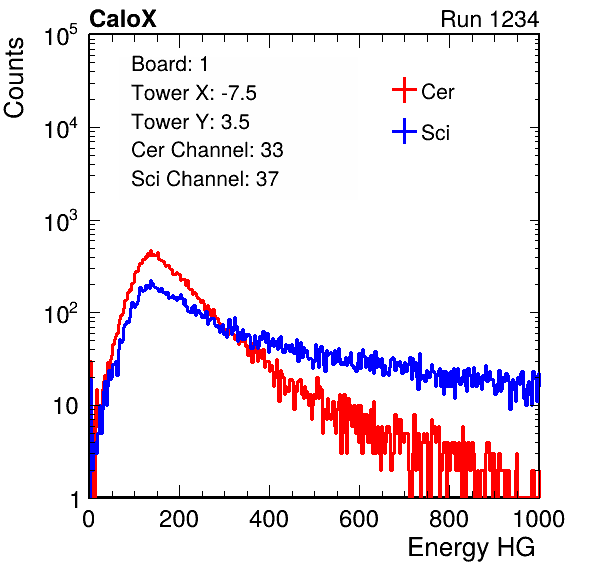 CaloX Run 1234
Counts
10^5
10^4
10^3
10^2
10
1
Board: 1
Tower X: -7.5
Tower Y: 3.5
Cer Channel: 33
Sci Channel: 37
Cer
Sci
0 200 400 600 800 1000
Energy HG